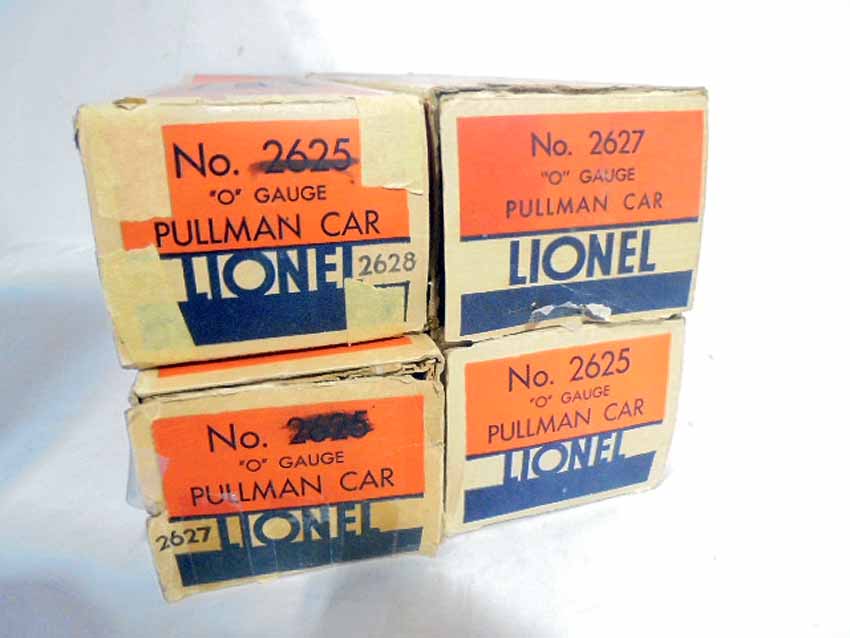 No. 2625
"O" GAUGE
PULLMAN CAR
LIONEL
2628
No. 2627
"O" GAUGE
PULLMAN CAR
LIONEL
No. 2625
"O" GAUGE
PULLMAN CAR
2627
LIONEL
No. 2625
"O" GAUGE
PULLMAN CAR
LIONEL